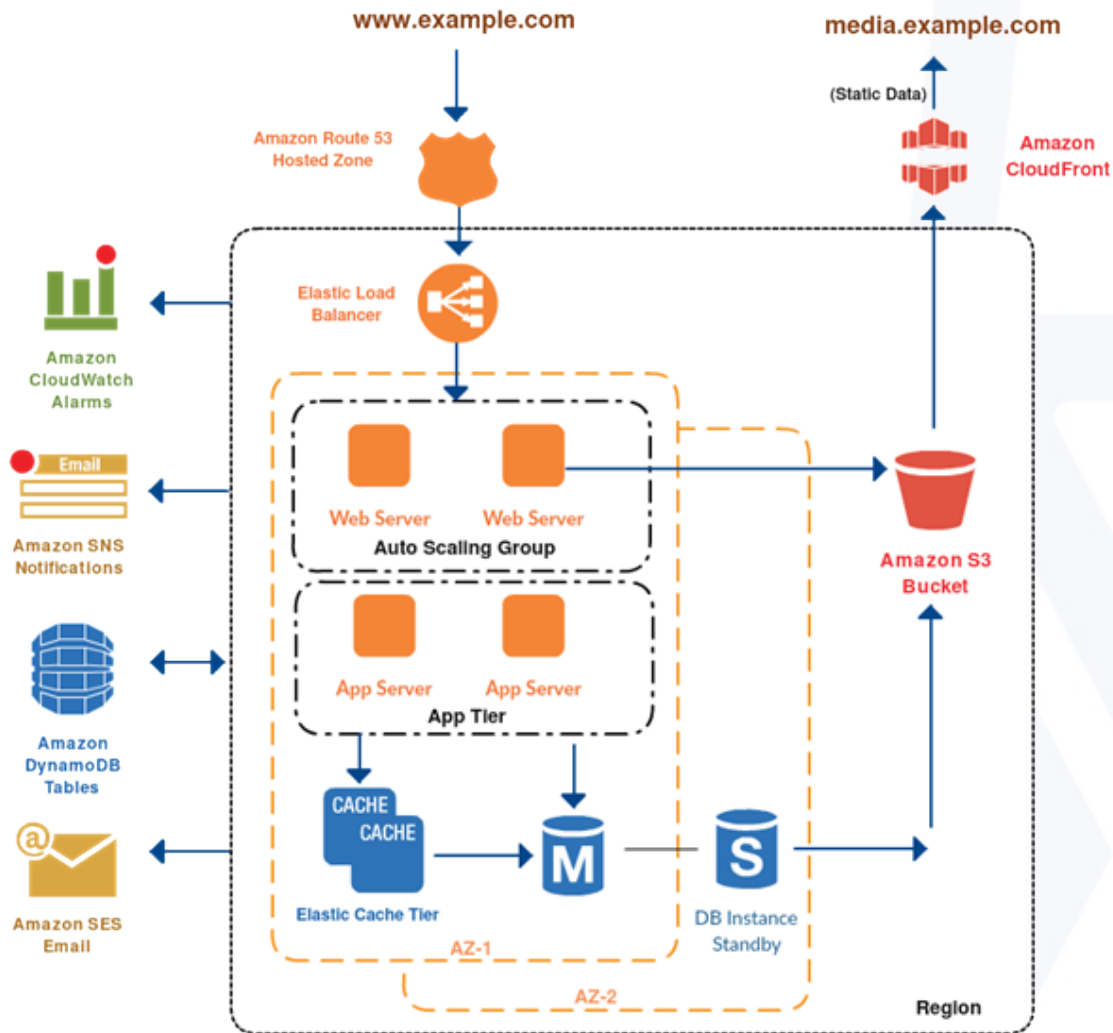 www.example.com
media.example.com
(Static Data)
Amazon Route 53
Hosted Zone
Amazon
CloudFront
Elastic Load
Balancer
Amazon
CloudWatch
Alarms
Email
Amazon SNS
Notifications
Web Server
Web Server
Auto Scaling Group
Amazon S3
Bucket
App Server
App Server
App Tier
Amazon
DynamoDB
Tables
CACHE
CACHE
Elastic Cache Tier
M
S
DB Instance
Standby
@
Amazon SES
Email
AZ-1
AZ-2
Region